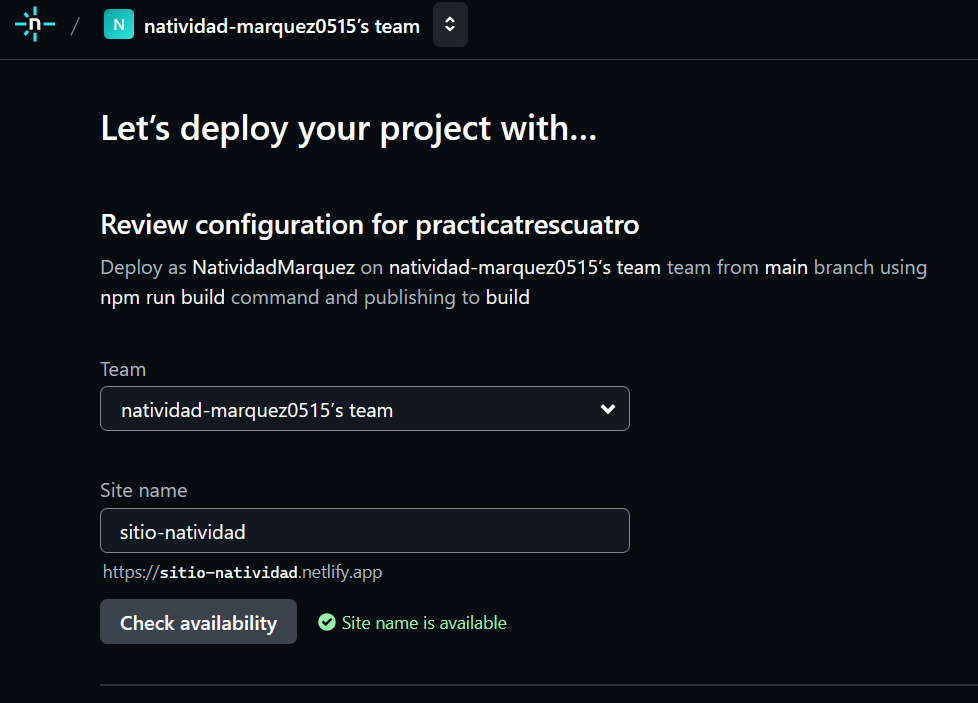 n / N natividad-marquez0515's team
Let's deploy your project with…
Review configuration for practicatrescuatro
Deploy as NatividadMarquez on natividad-marquez0515's team team from main branch using
npm run build command and publishing to build
Team
natividad-marquez0515's team
Site name
sitio-natividad
https://sitio-natividad.netlify.app
Check availability Site name is available